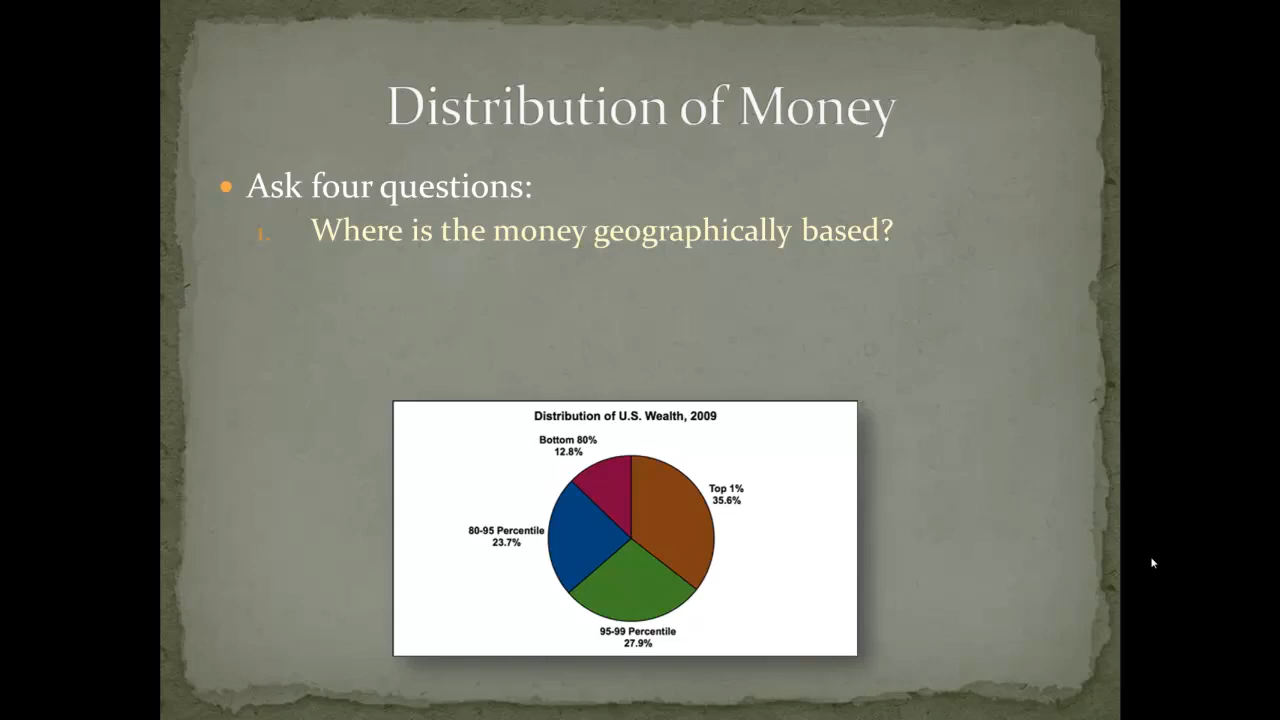 Distribution of Money
• Ask four questions:
1. Where is the money geographically based?
Distribution of U.S. Wealth, 2009
Bottom 80%
12.8%
Top 1%
35.6%
80-95 Percentile
23.7%
95-99 Percentile
27.9%